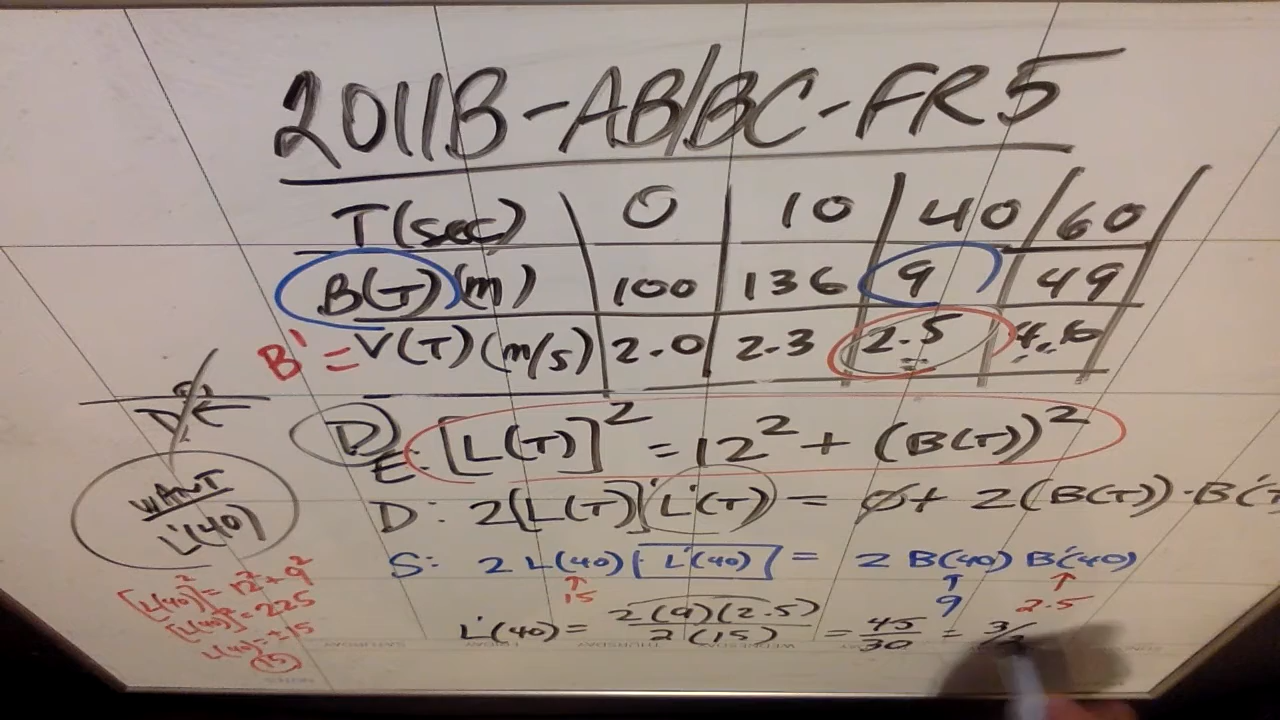 2011B-AB/BC-FR5
T(sec) 0 10 40 60
B(T)(m) 100 136 9 49
B' = V(T)(m/s) 2.0 2.3 2.5 4.6
D
E: [L(T)]² = 12² + (B(T))²
D: 2[L(T)] L'(T) = 0 + 2(B(T))·B'(T
S: 2 L(40) · L'(40) = 2 B(40) B'(40)
15 9 2.5
L'(40) = 2(9)(2.5)/2(15) = 45/30 = 3/2
WANT
L'(40)
[L(40)]² = 12² + 9²
[L(40)]² = 225
L(40) = ±15
15